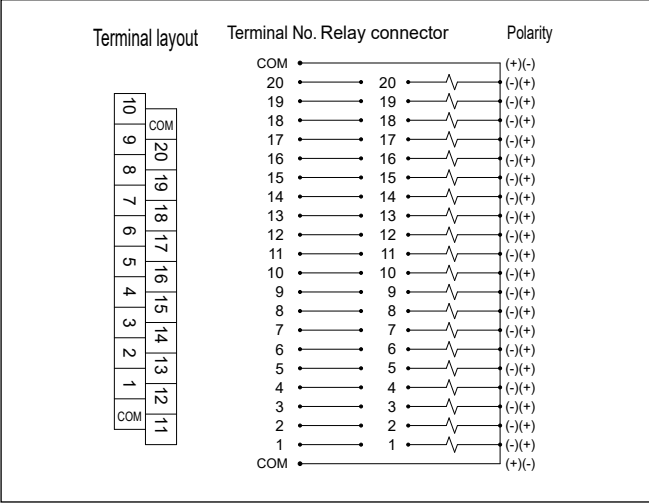 Terminal layout
Terminal No. Relay connector Polarity
COM (+)(-)
20 20 (-)(+)
19 19 (-)(+)
18 18 (-)(+)
17 17 (-)(+)
16 16 (-)(+)
15 15 (-)(+)
14 14 (-)(+)
13 13 (-)(+)
12 12 (-)(+)
11 11 (-)(+)
10 10 (-)(+)
9 9 (-)(+)
8 8 (-)(+)
7 7 (-)(+)
6 6 (-)(+)
5 5 (-)(+)
4 4 (-)(+)
3 3 (-)(+)
2 2 (-)(+)
1 1 (-)(+)
COM (+)(-)
10
9
8
7
6
5
4
3
2
1
COM
COM
20
19
18
17
16
15
14
13
12
11